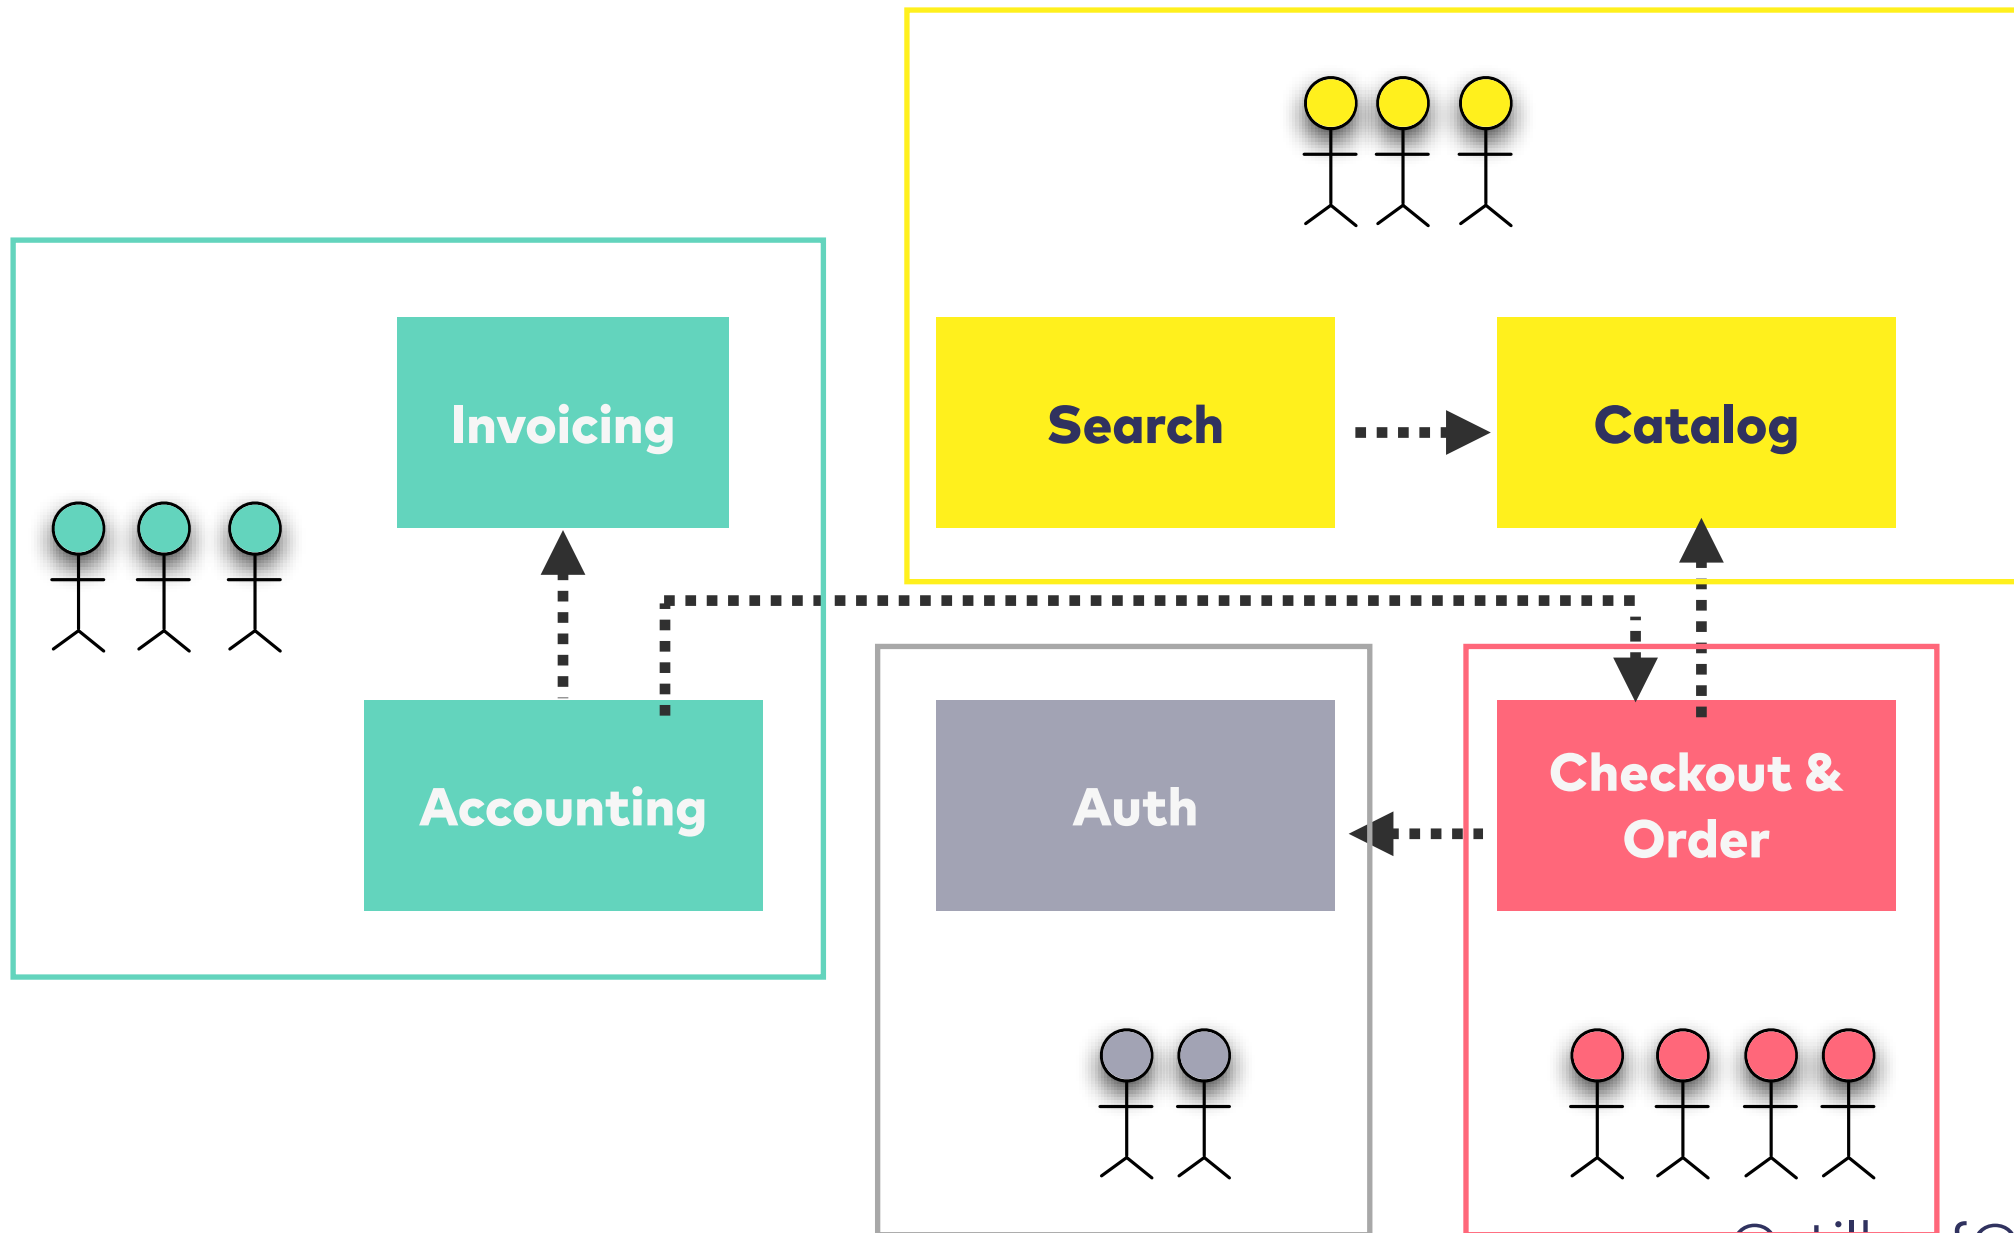 Invoicing
Search
Catalog
Accounting
Auth
Checkout &
Order